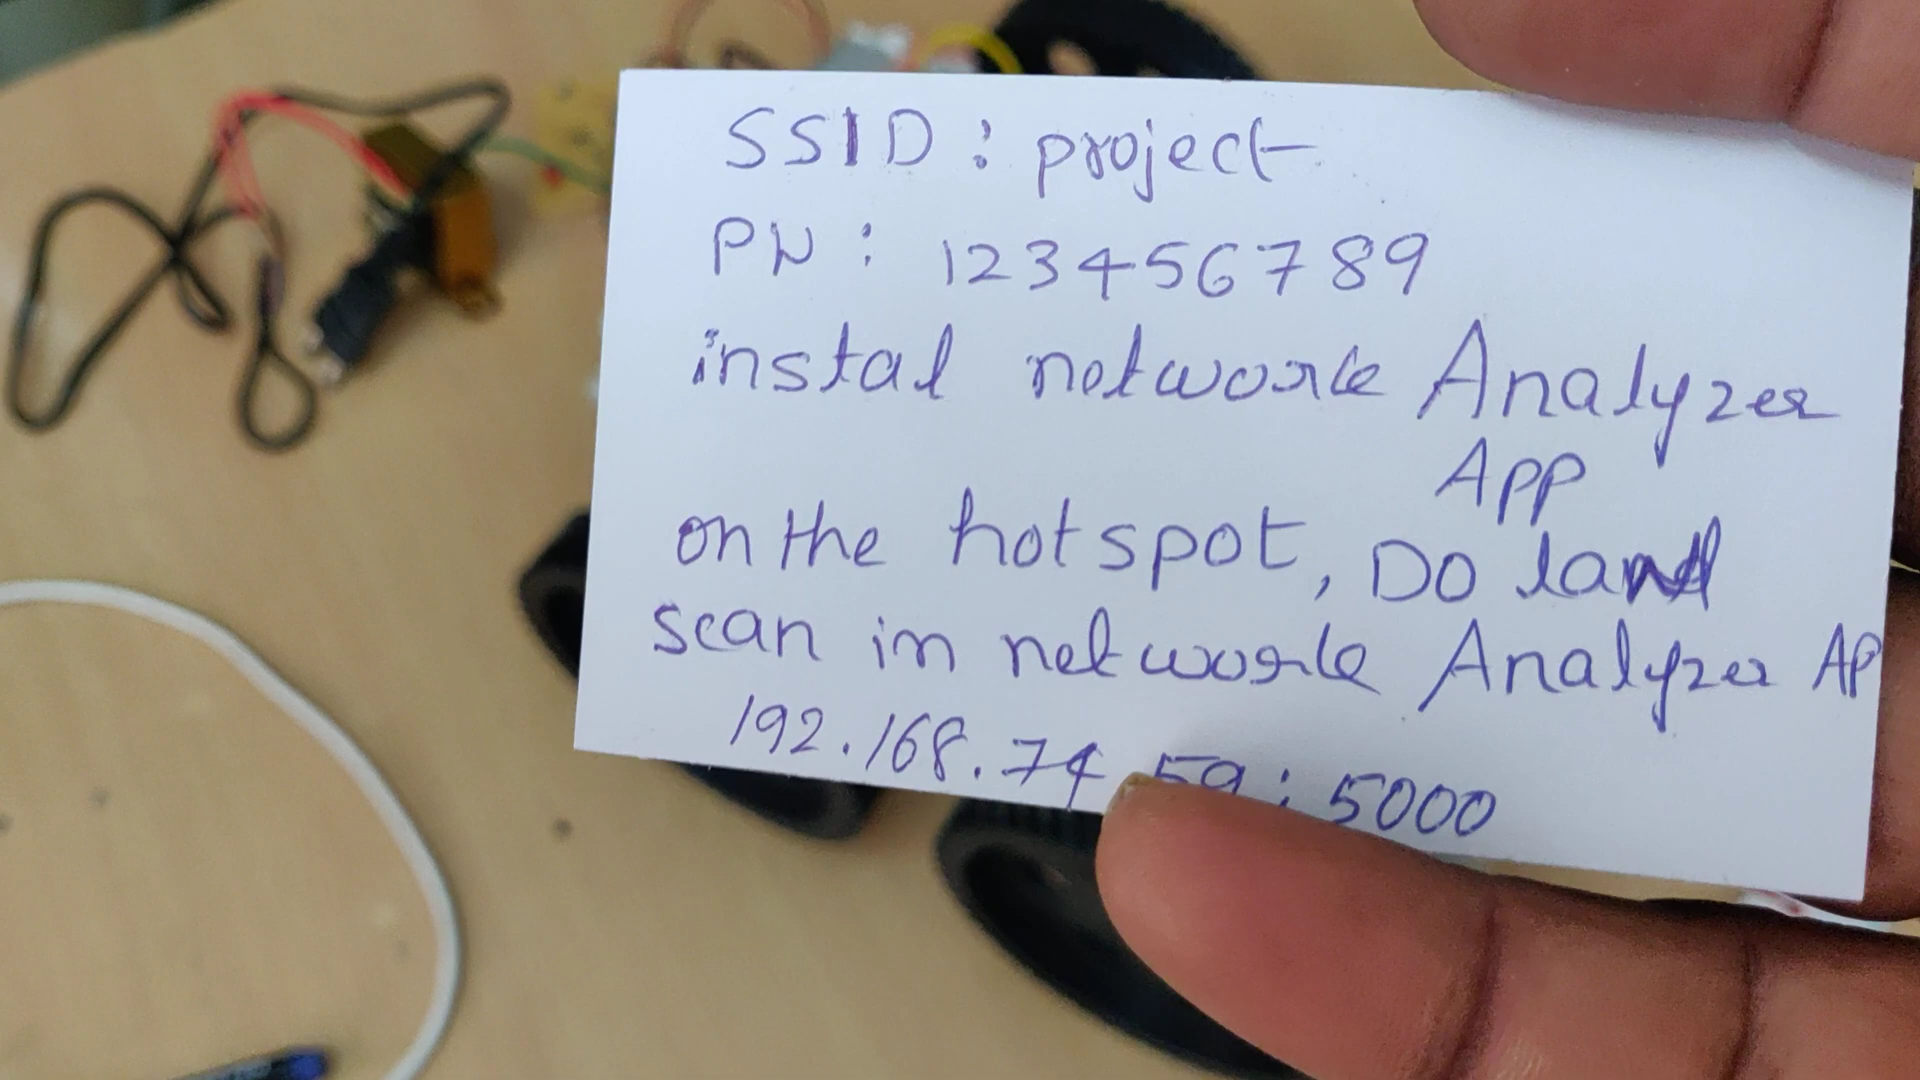 SSID : project
PW : 123456789
instal network Analyzer
APP
on the hotspot, Do land
scan in network Analyzer AP
192.168.74 59 : 5000